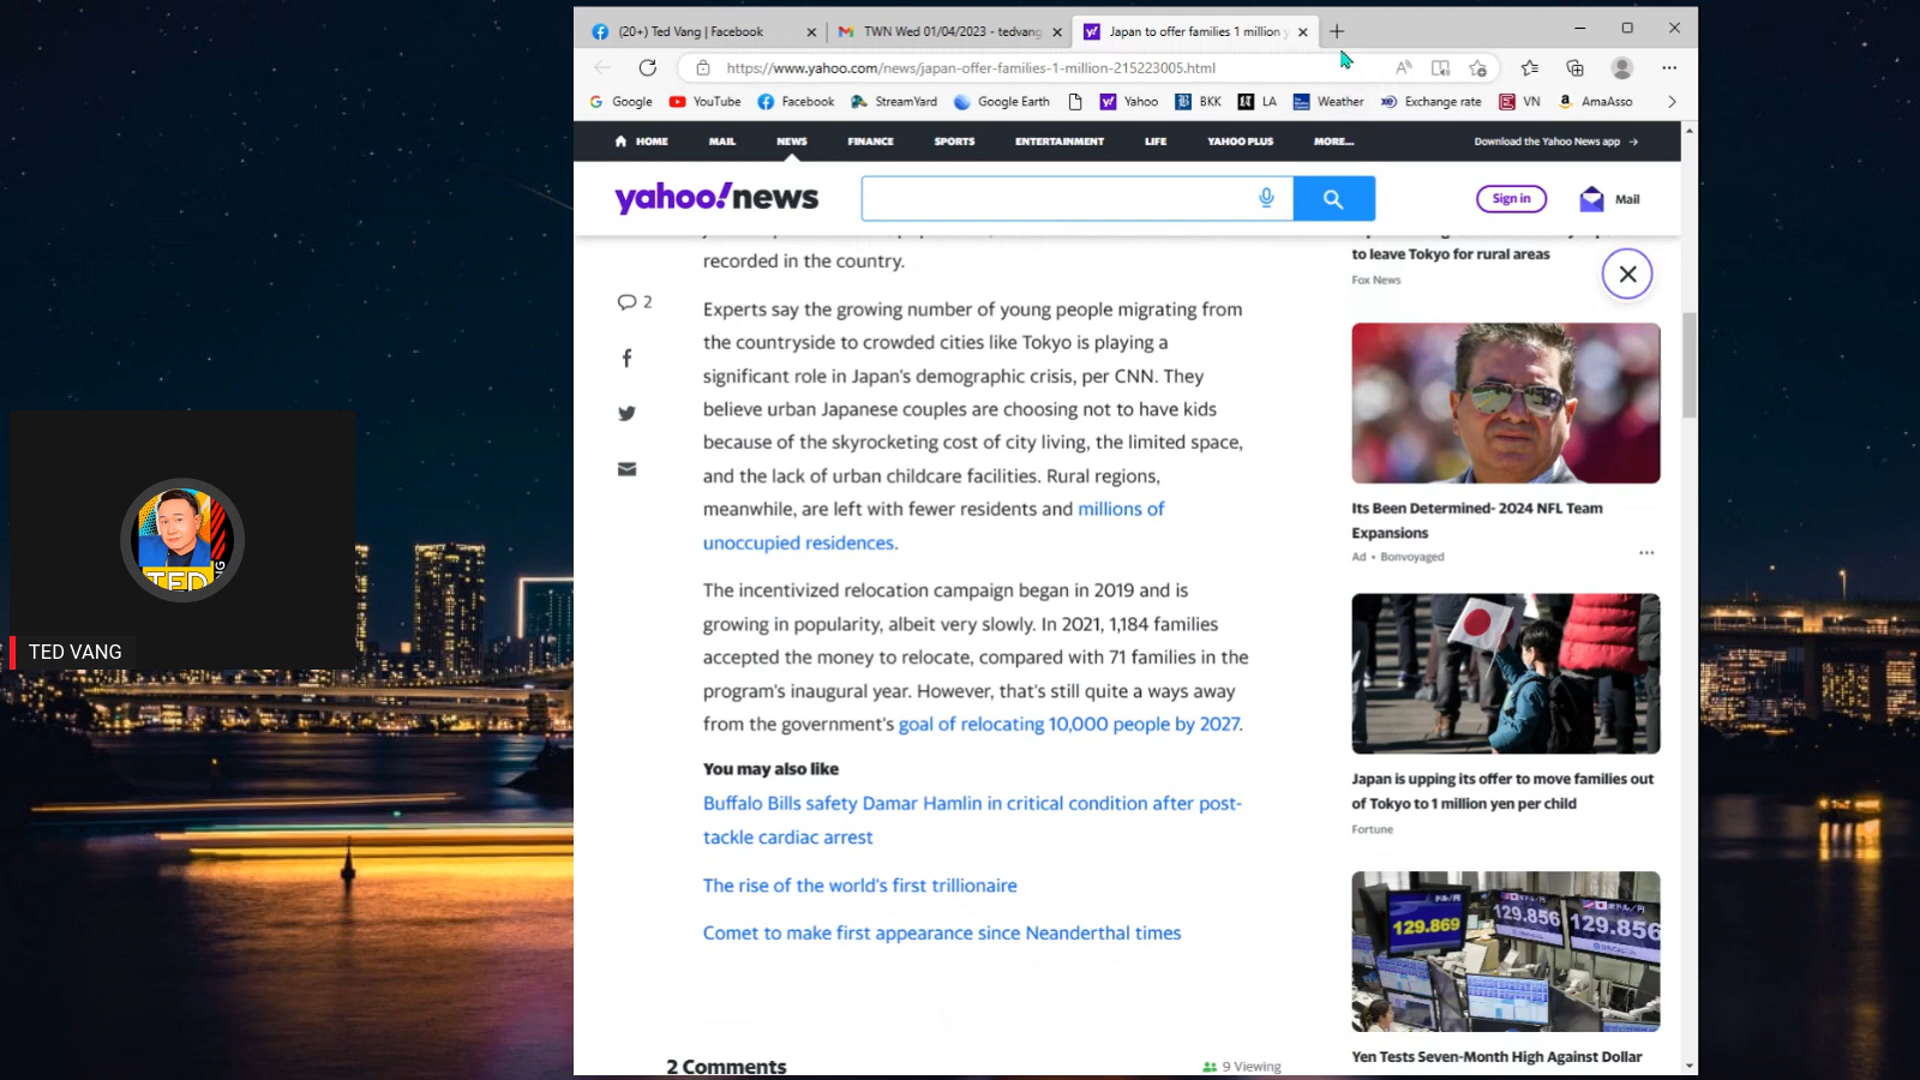 (20+) Ted Vang | Facebook
TWN Wed 01/04/2023 - tedvang
Japan to offer families 1 million y
https://www.yahoo.com/news/japan-offer-families-1-million-215223005.html
Google
YouTube
Facebook
StreamYard
Google Earth
Yahoo
BKK
LA
Weather
Exchange rate
VN
AmaAsso
HOME
MAIL
NEWS
FINANCE
SPORTS
ENTERTAINMENT
LIFE
YAHOO PLUS
MORE...
Download the Yahoo News app →
yahoo!news
Sign in
Mail
recorded in the country.
2
Experts say the growing number of young people migrating from
the countryside to crowded cities like Tokyo is playing a
significant role in Japan's demographic crisis, per CNN. They
believe urban Japanese couples are choosing not to have kids
because of the skyrocketing cost of city living, the limited space,
and the lack of urban childcare facilities. Rural regions,
meanwhile, are left with fewer residents and millions of
unoccupied residences.
The incentivized relocation campaign began in 2019 and is
growing in popularity, albeit very slowly. In 2021, 1,184 families
accepted the money to relocate, compared with 71 families in the
program's inaugural year. However, that's still quite a ways away
from the government's goal of relocating 10,000 people by 2027.
You may also like
Buffalo Bills safety Damar Hamlin in critical condition after post-
tackle cardiac arrest
The rise of the world's first trillionaire
Comet to make first appearance since Neanderthal times
2 Comments
9 Viewing
to leave Tokyo for rural areas
Fox News
Its Been Determined- 2024 NFL Team
Expansions
Ad • Bonvoyaged
Japan is upping its offer to move families out
of Tokyo to 1 million yen per child
Fortune
129.869
129.856
129.856
Yen Tests Seven-Month High Against Dollar
TED
TED VANG